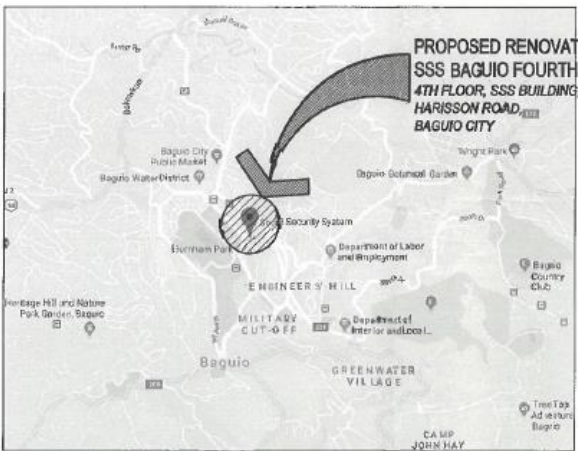 PROPOSED RENOVAT
SSS BAGUIO FOURTH
4TH FLOOR, SSS BUILDING
HARISSON ROAD,
BAGUIO CITY
Baguio City
Public Market
Baguio Water District
Wright Park
Baguio Botanical Garden
Social Security System
Burnham Park
Department of Labor
and Employment
Baguio
Country
Club
ENGINEER'S HILL
Heritage Hill and Nature
Park Garden, Baguio
MILITARY
CUT-OFF
Department of
Interior and Local...
Baguio
GREENWATER
VILLAGE
Tree Top
Adventure
Baguio
CAMP
JOHN HAY